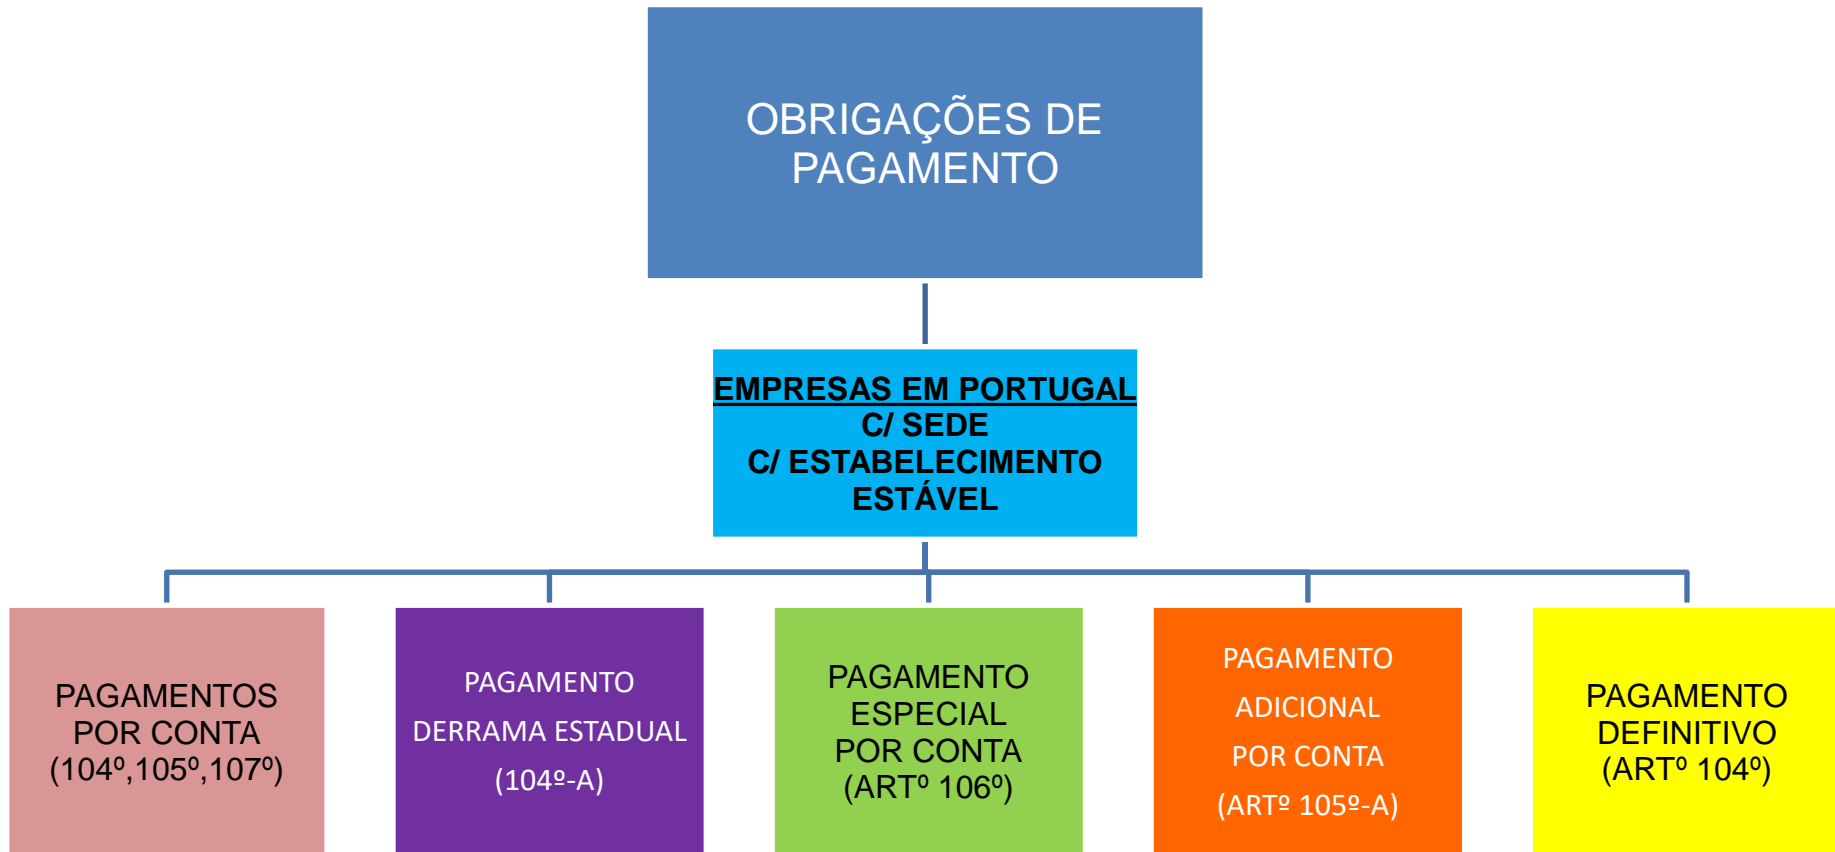 OBRIGAÇÕES DE
PAGAMENTO
EMPRESAS EM PORTUGAL
C/ SEDE
C/ ESTABELECIMENTO
ESTÁVEL
PAGAMENTOS
POR CONTA
(104º,105º,107º)
PAGAMENTO
DERRAMA ESTADUAL
(104º-A)
PAGAMENTO
ESPECIAL
POR CONTA
(ARTº 106º)
PAGAMENTO
ADICIONAL
POR CONTA
(ARTº 105º-A)
PAGAMENTO
DEFINITIVO
(ARTº 104º)